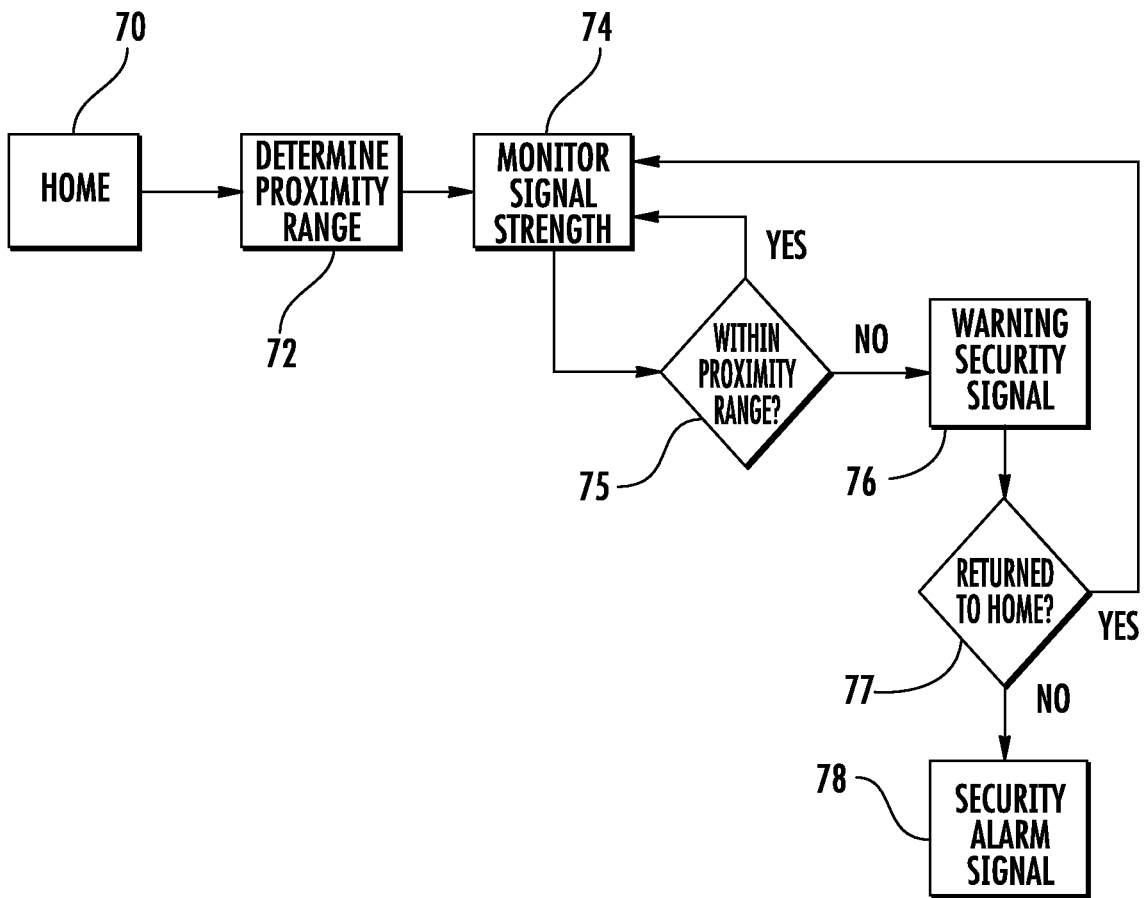 70
74
HOME
DETERMINE
PROXIMITY
RANGE
MONITOR
SIGNAL
STRENGTH
72
YES
WITHIN
PROXIMITY
RANGE?
NO
WARNING
SECURITY
SIGNAL
75
76
RETURNED
TO HOME?
YES
77
NO
78
SECURITY
ALARM
SIGNAL